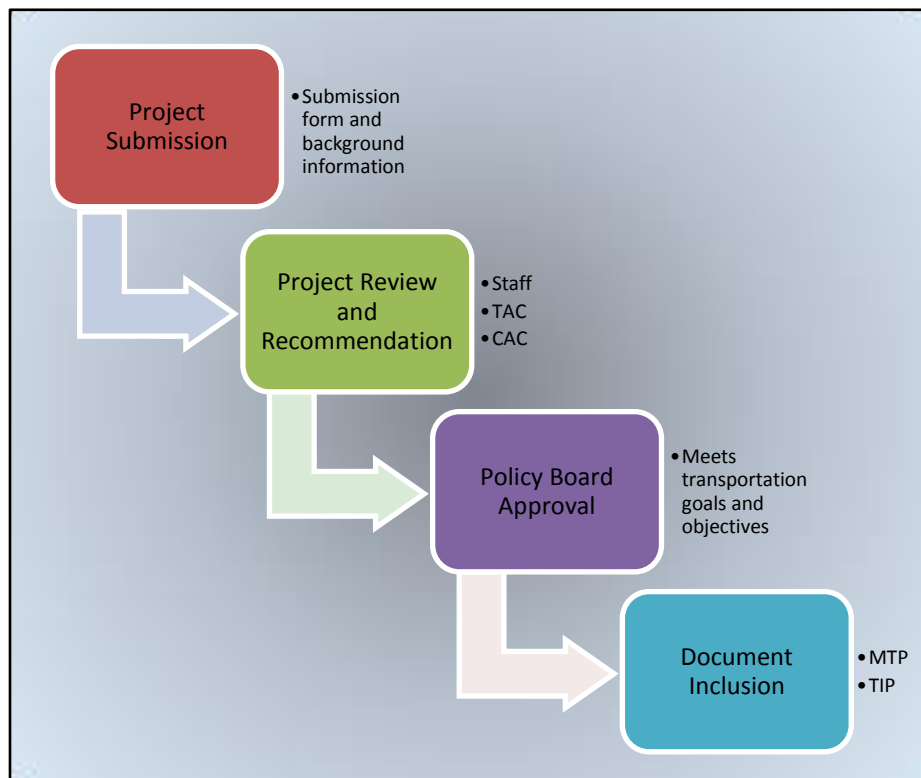 Project
Submission
•Submission
form and
background
information
Project Review
and
Recommendation
•Staff
•TAC
•CAC
Policy Board
Approval
•Meets
transportation
goals and
objectives
Document
Inclusion
•MTP
•TIP